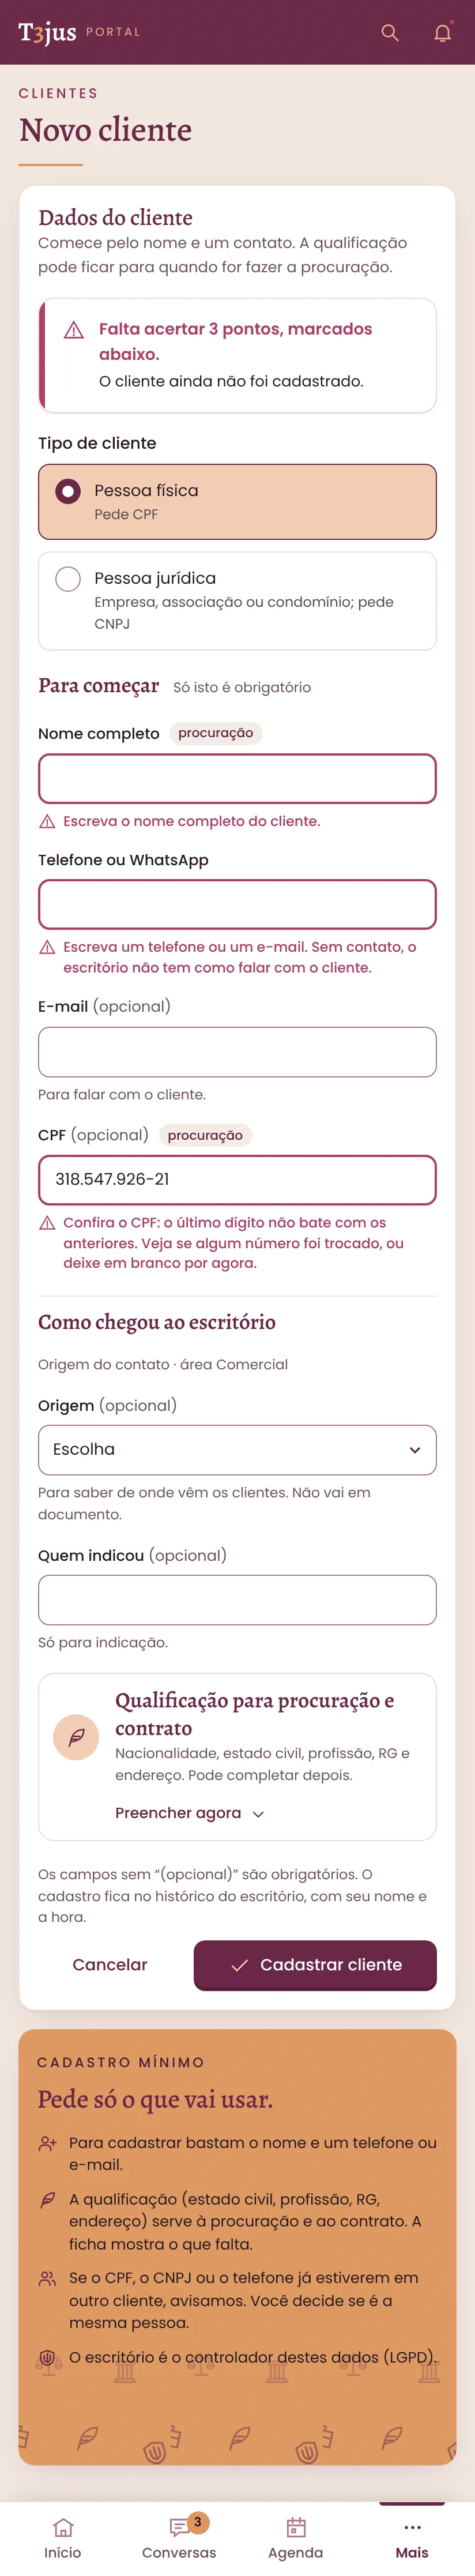 T3jus PORTAL
CLIENTES
Novo cliente
Dados do cliente
Comece pelo nome e um contato. A qualificação
pode ficar para quando for fazer a procuração.
Falta acertar 3 pontos, marcados
abaixo.
O cliente ainda não foi cadastrado.
Tipo de cliente
Pessoa física
Pede CPF
Pessoa jurídica
Empresa, associação ou condomínio; pede
CNPJ
Para começar Só isto é obrigatório
Nome completo procuração
Escreva o nome completo do cliente.
Telefone ou WhatsApp
Escreva um telefone ou um e-mail. Sem contato, o
escritório não tem como falar com o cliente.
E-mail (opcional)
Para falar com o cliente.
CPF (opcional) procuração
318.547.926-21
Confira o CPF: o último dígito não bate com os
anteriores. Veja se algum número foi trocado, ou
deixe em branco por agora.
Como chegou ao escritório
Origem do contato · área Comercial
Origem (opcional)
Escolha
Para saber de onde vêm os clientes. Não vai em
documento.
Quem indicou (opcional)
Só para indicação.
Qualificação para procuração e
contrato
Nacionalidade, estado civil, profissão, RG e
endereço. Pode completar depois.
Preencher agora
Os campos sem “(opcional)” são obrigatórios. O
cadastro fica no histórico do escritório, com seu nome e
a hora.
Cancelar Cadastrar cliente
CADASTRO MÍNIMO
Pede só o que vai usar.
Para cadastrar bastam o nome e um telefone ou
e-mail.
A qualificação (estado civil, profissão, RG,
endereço) serve à procuração e ao contrato. A
ficha mostra o que falta.
Se o CPF, o CNPJ ou o telefone já estiverem em
outro cliente, avisamos. Você decide se é a
mesma pessoa.
O escritório é o controlador destes dados (LGPD).
3
Início Conversas Agenda Mais